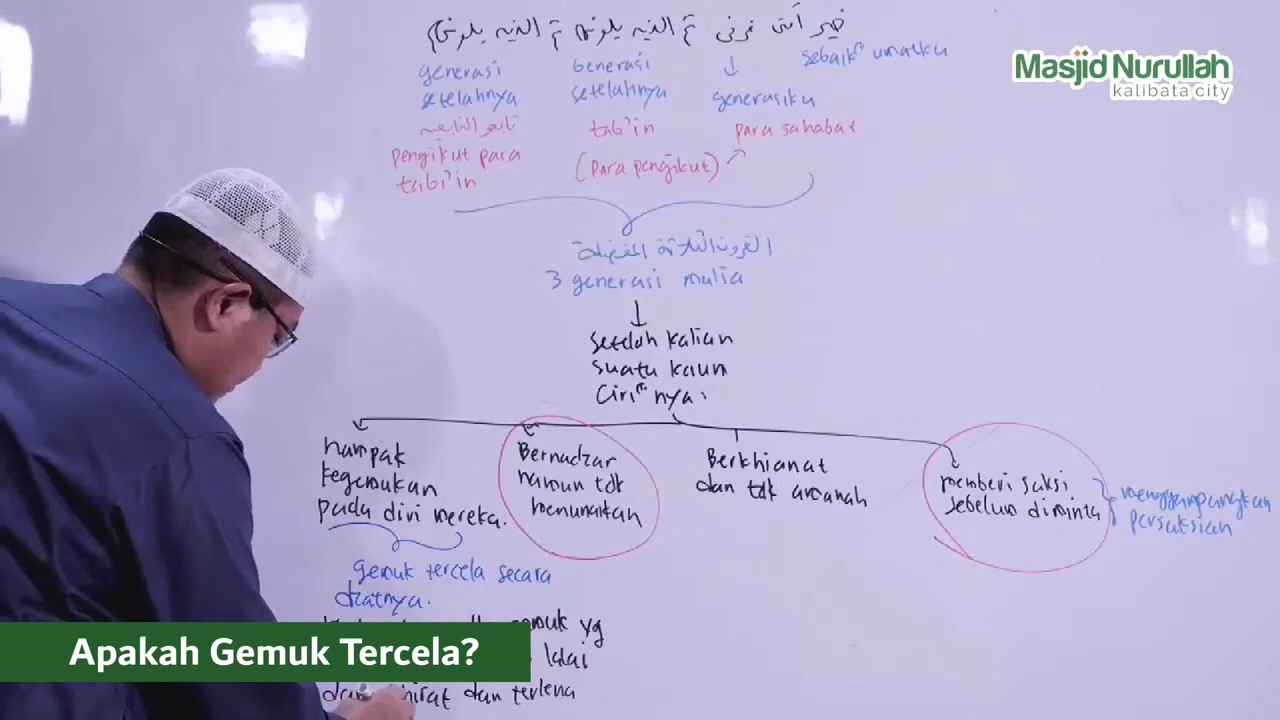 خير أمتي قرني ثم الذين يلونهم ثم الذين يلونهم
sebaik² umatku
↓
generasiku
para sahabat
Generasi
setelahnya
tab'in
(para pengikut)
generasi
setelahnya
تابع التابعين
pengikut para
tabi'in
القرون الثلاثة المفضلة
3 generasi mulia
Setelah kalian
suatu kaum
Ciri² nya:
nampak
kegemukan
pada diri mereka.
gemuk tercela secara
dzatnya.
gemuk yg
lalai
dan terlena
Bernadzar
namun tdk
menunaikan
Berkhianat
dan tdk amanah
memberi saksi
sebelum diminta
menggampangkan
persaksian
Masjid Nurullah
kalibata city
Apakah Gemuk Tercela?